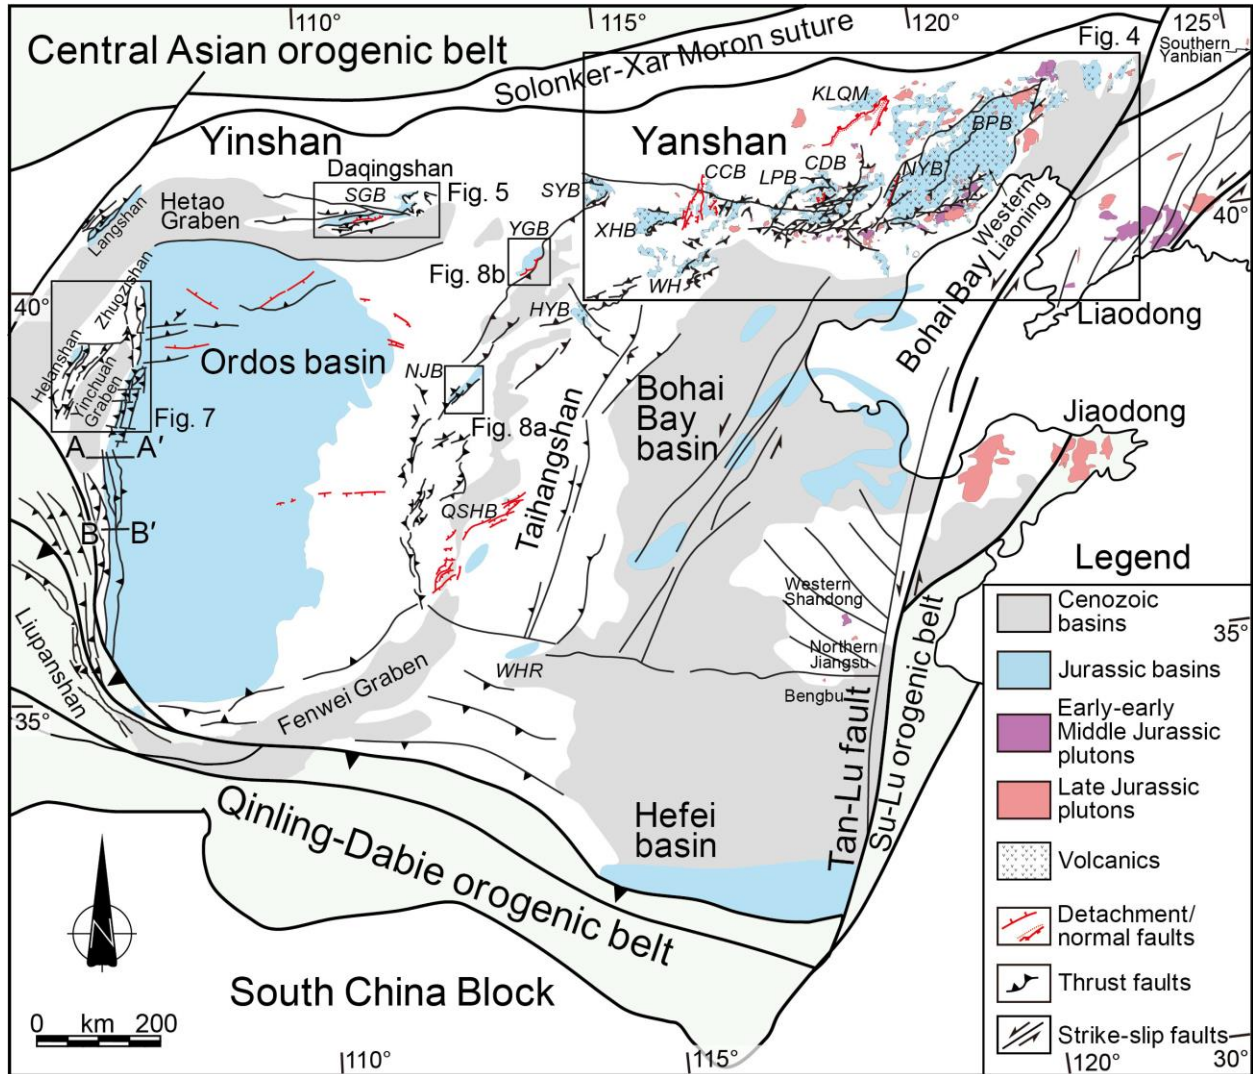 110°
115°
120°
125°
Central Asian orogenic belt
Solonker-Xar Moron suture
Fig. 4
Southern
Yanbian
KLQM
Yinshan
Yanshan
BPB
Daqingshan
SGB
Fig. 5
SYB
CCB
LPB
CDB
NYB
Langshan
Hetao
Graben
XHB
YGB
Fig. 8b
WH
Western
Liaoning
40°
40°
Zhuozishan
HYB
Bohai Bay
Liaodong
Helanshan
Yinchuan
Graben
Ordos basin
NJB
Fig. 8a
Bohai
Bay
basin
Fig. 7
Jiaodong
A
A′
Taihangshan
QSHB
B
B′
Western
Shandong
Northern
Jiangsu
Bengbu
WHR
Liupanshan
Fenwei Graben
35°
Tan-Lu fault
Su-Lu orogenic belt
Hefei
basin
Qinling-Dabie orogenic belt
South China Block
N
0 km 200
110°
115°
Legend
Cenozoic
basins
35°
Jurassic basins
Early-early
Middle Jurassic
plutons
Late Jurassic
plutons
Volcanics
Detachment/
normal faults
Thrust faults
Strike-slip faults
120°
30°